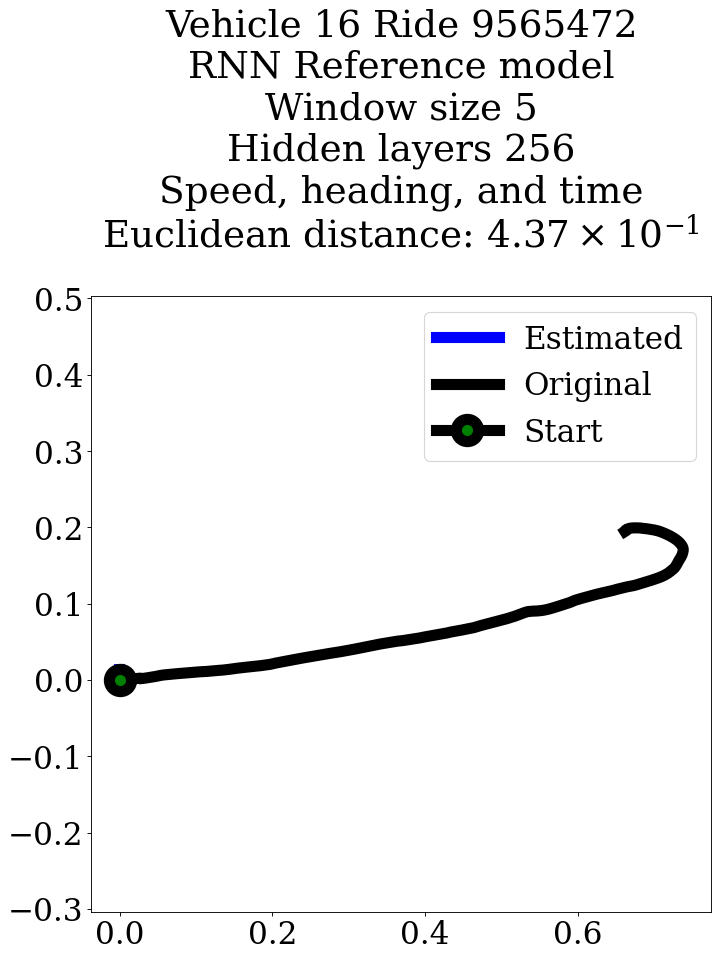 Vehicle 16 Ride 9565472
RNN Reference model
Window size 5
Hidden layers 256
Speed, heading, and time
Euclidean distance: 4.37 × 10⁻¹
Estimated
Original
Start
0.5
0.4
0.3
0.2
0.1
0.0
−0.1
−0.2
−0.3
0.0 0.2 0.4 0.6